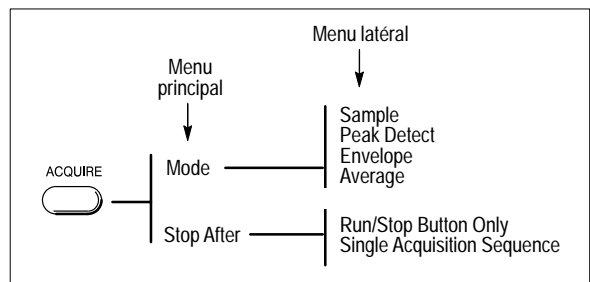 Menu latéral
Menu
principal
Sample
Peak Detect
Envelope
Average
ACQUIRE
Mode
Stop After
Run/Stop Button Only
Single Acquisition Sequence